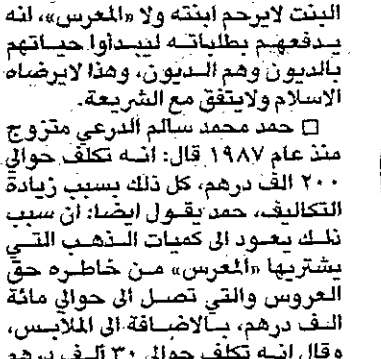 البنت لايرحم ابنته ولا «المعرس»، لانه
يدفعهم بطلباته ليبدأوا حياتهم
بالديون وهم الديون، وهذا لايرضاه
الاسلام ولايتفق مع الشريعة.
□ حمد محمد سالم الدرعي متزوج
منذ عام ١٩٨٧ قال: انه تكلف حوالي
٢٠٠ الف درهم، كل ذلك بسبب زيادة
التكاليف، حمد يقول ايضا: ان سبب
ذلك يعود الى كميات الذهب التي
يشتريها «المعرس» من خاطره حق
العروس والتي تصل الى حوالي مائة
الف درهم، بالاضافة الى الملابس،
وقال انه تكلف حوالي ٣٠ ألف درهم